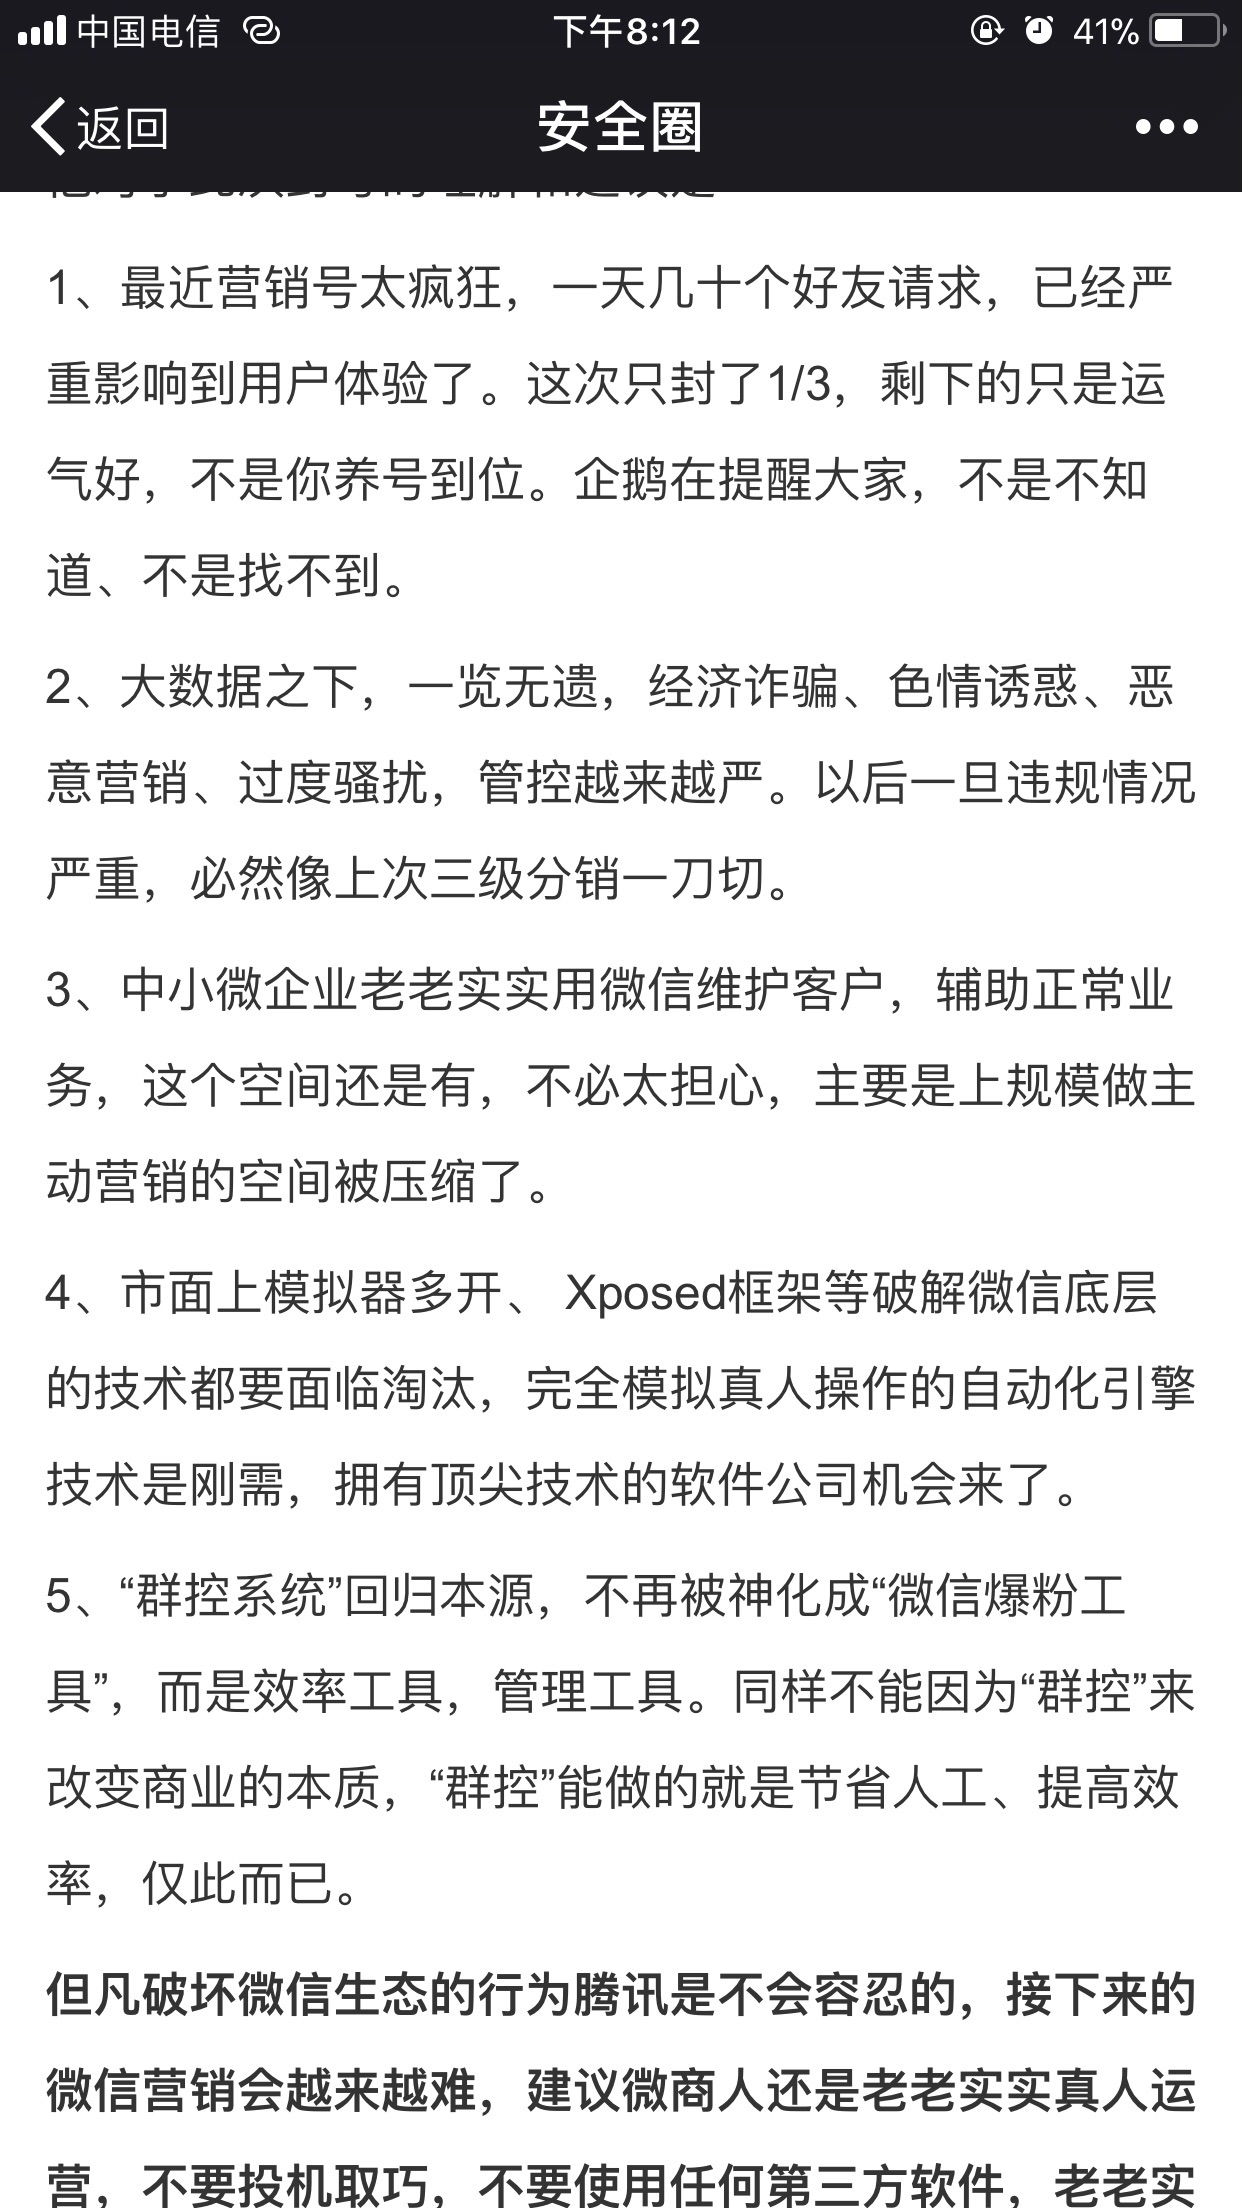 中国电信
下午8:12
41%
返回
安全圈
1、最近营销号太疯狂，一天几十个好友请求，已经严
重影响到用户体验了。这次只封了1/3，剩下的只是运
气好，不是你养号到位。企鹅在提醒大家，不是不知
道、不是找不到。
2、大数据之下，一览无遗，经济诈骗、色情诱惑、恶
意营销、过度骚扰，管控越来越严。以后一旦违规情况
严重，必然像上次三级分销一刀切。
3、中小微企业老老实实用微信维护客户，辅助正常业
务，这个空间还是有，不必太担心，主要是上规模做主
动营销的空间被压缩了。
4、市面上模拟器多开、 Xposed框架等破解微信底层
的技术都要面临淘汰，完全模拟真人操作的自动化引擎
技术是刚需，拥有顶尖技术的软件公司机会来了。
5、“群控系统”回归本源，不再被神化成“微信爆粉工
具”，而是效率工具，管理工具。同样不能因为“群控”来
改变商业的本质，“群控”能做的就是节省人工、提高效
率，仅此而已。
但凡破坏微信生态的行为腾讯是不会容忍的，接下来的
微信营销会越来越难，建议微商人还是老老实实真人运
营，不要投机取巧，不要使用任何第三方软件，老老实